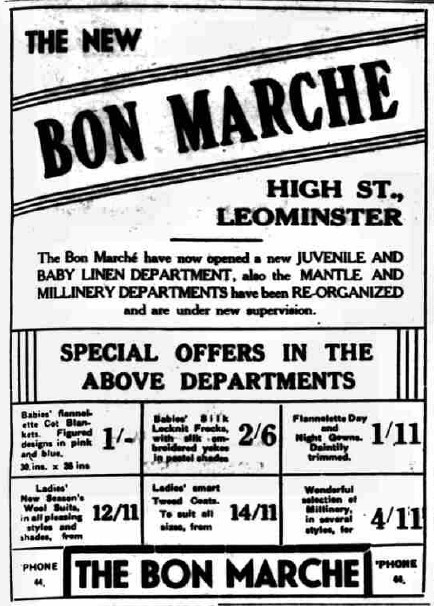 THE NEW
BON MARCHE
HIGH ST.,
LEOMINSTER
The Bon Marché have now opened a new JUVENILE AND
BABY LINEN DEPARTMENT, also the MANTLE AND
MILLINERY DEPARTMENTS have been RE-ORGANIZED
and are under new supervision.
SPECIAL OFFERS IN THE
ABOVE DEPARTMENTS
Babies' flannel-
ette Cot Blan-
kets. Figured
designs in pink
and blue.
30 ins. x 36 ins
1/-
Babies' Silk
Locknit Frocks,
with silk em-
broidered yokes
in pastel shades
2/6
Flannelette Day
and
Night Gowns.
Daintily
trimmed.
1/11
Ladies'
New Season's
Wool Suits,
in all pleasing
styles and
shades, from
12/11
Ladies' smart
Tweed Coats.
To suit all
sizes, from
14/11
Wonderful
selection of
Millinery,
in several
styles, for
4/11
'PHONE
44.
THE BON MARCHE
'PHONE
44.